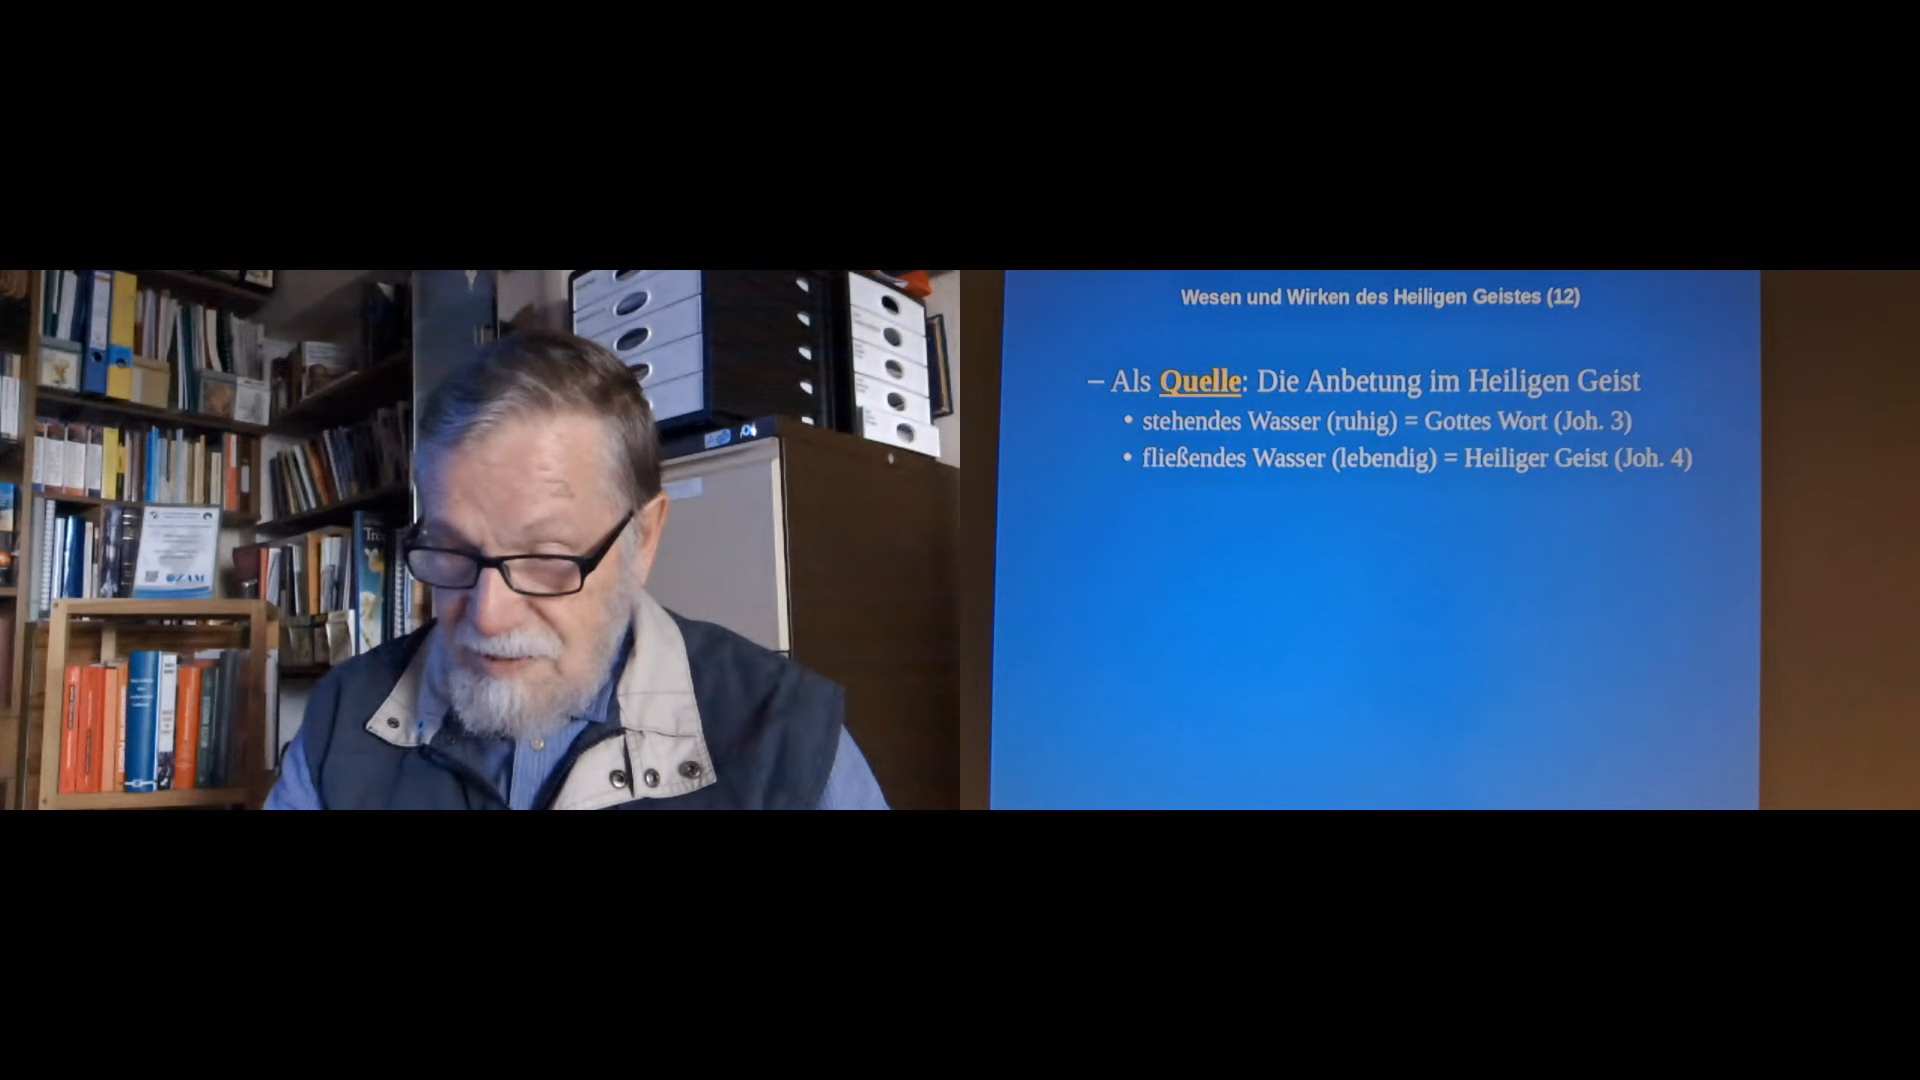 Wesen und Wirken des Heiligen Geistes (12)
– Als Quelle: Die Anbetung im Heiligen Geist
• stehendes Wasser (ruhig) = Gottes Wort (Joh. 3)
• fließendes Wasser (lebendig) = Heiliger Geist (Joh. 4)
ZAM